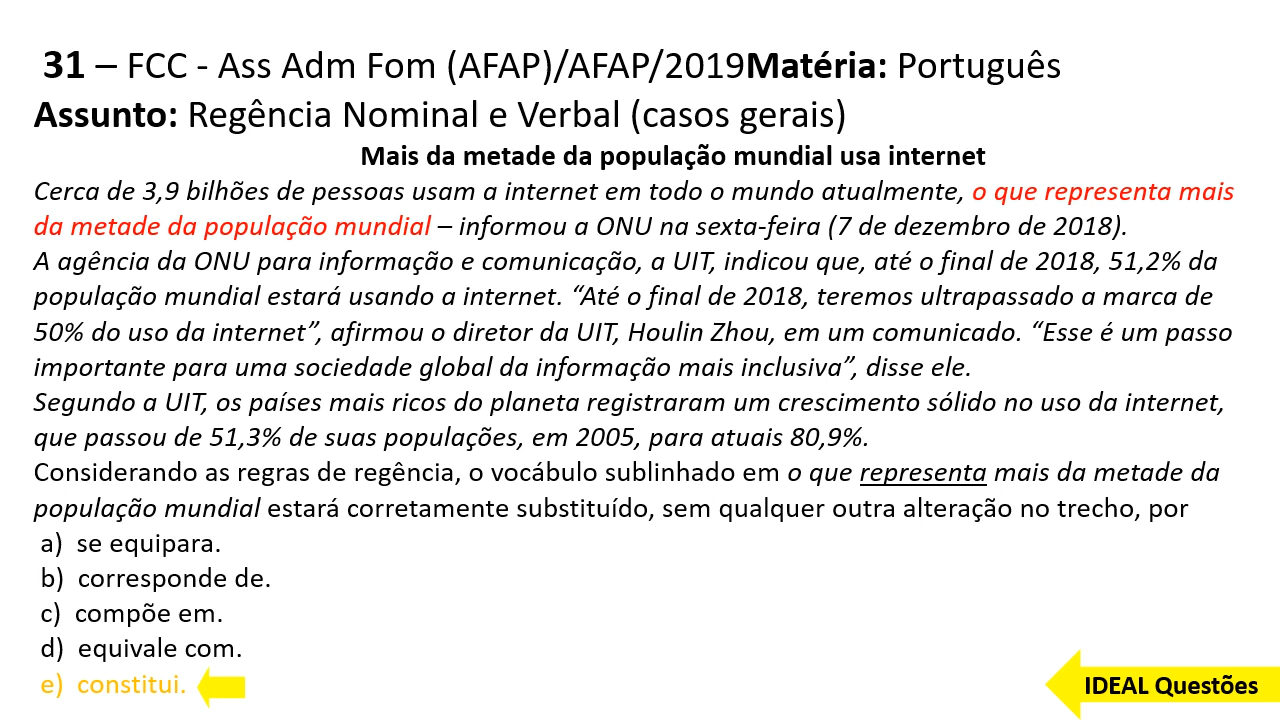 31 – FCC - Ass Adm Fom (AFAP)/AFAP/2019Matéria: Português
Assunto: Regência Nominal e Verbal (casos gerais)
Mais da metade da população mundial usa internet
Cerca de 3,9 bilhões de pessoas usam a internet em todo o mundo atualmente, o que representa mais
da metade da população mundial – informou a ONU na sexta-feira (7 de dezembro de 2018).
A agência da ONU para informação e comunicação, a UIT, indicou que, até o final de 2018, 51,2% da
população mundial estará usando a internet. “Até o final de 2018, teremos ultrapassado a marca de
50% do uso da internet”, afirmou o diretor da UIT, Houlin Zhou, em um comunicado. “Esse é um passo
importante para uma sociedade global da informação mais inclusiva”, disse ele.
Segundo a UIT, os países mais ricos do planeta registraram um crescimento sólido no uso da internet,
que passou de 51,3% de suas populações, em 2005, para atuais 80,9%.
Considerando as regras de regência, o vocábulo sublinhado em o que representa mais da metade da
população mundial estará corretamente substituído, sem qualquer outra alteração no trecho, por
a) se equipara.
b) corresponde de.
c) compõe em.
d) equivale com.
e) constitui.
IDEAL Questões